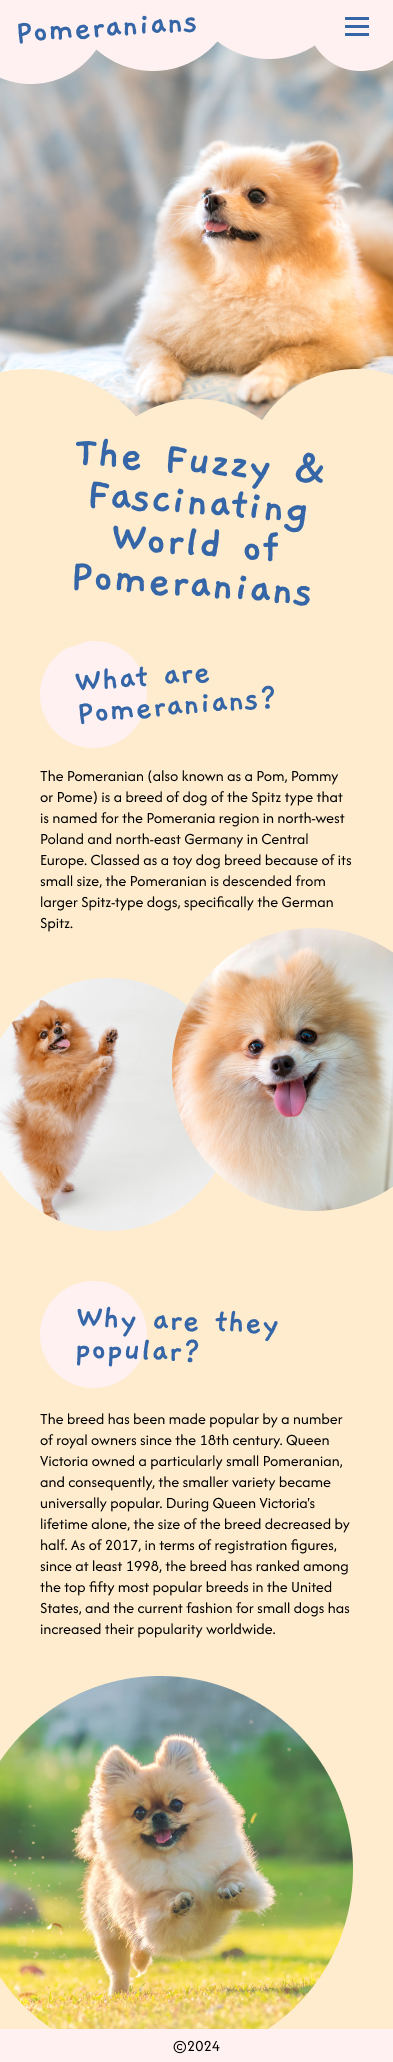 Pomeranians
The Fuzzy &
Fascinating
World of
Pomeranians
What are
Pomeranians?
The Pomeranian (also known as a Pom, Pommy
or Pome) is a breed of dog of the Spitz type that
is named for the Pomerania region in north-west
Poland and north-east Germany in Central
Europe. Classed as a toy dog breed because of its
small size, the Pomeranian is descended from
larger Spitz-type dogs, specifically the German
Spitz.
Why are they
popular?
The breed has been made popular by a number
of royal owners since the 18th century. Queen
Victoria owned a particularly small Pomeranian,
and consequently, the smaller variety became
universally popular. During Queen Victoria's
lifetime alone, the size of the breed decreased by
half. As of 2017, in terms of registration figures,
since at least 1998, the breed has ranked among
the top fifty most popular breeds in the United
States, and the current fashion for small dogs has
increased their popularity worldwide.
©2024